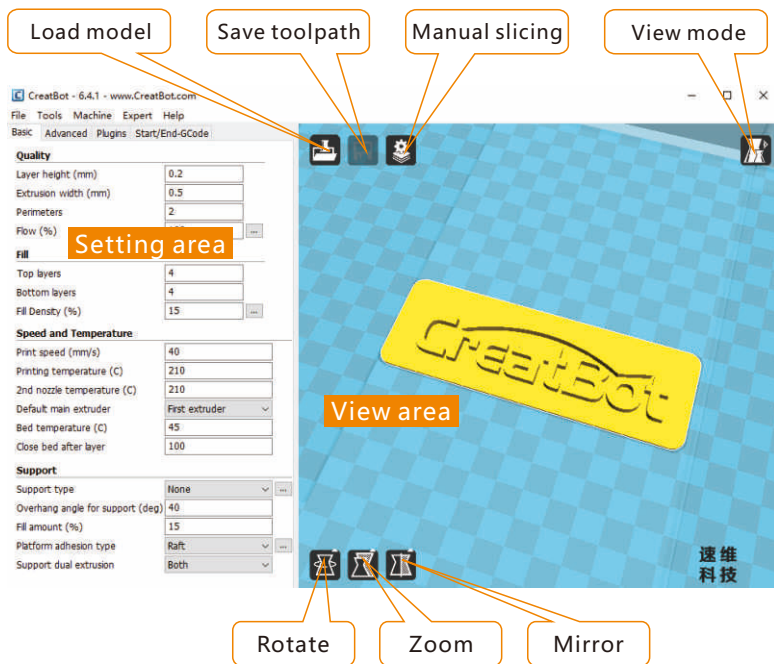 Load model
Save toolpath
Manual slicing
View mode
CreatBot - 6.4.1 - www.CreatBot.com
File Tools Machine Expert Help
Basic Advanced Plugins Start/End-GCode
Quality
Layer height (mm) 0.2
Extrusion width (mm) 0.5
Perimeters 2
Flow (%) ...
Setting area
Fill
Top layers 4
Bottom layers 4
Fill Density (%) 15 ...
Speed and Temperature
Print speed (mm/s) 40
Printing temperature (C) 210
2nd nozzle temperature (C) 210
Default main extruder First extruder
Bed temperature (C) 45
Close bed after layer 100
Support
Support type None ...
Overhang angle for support (deg) 40
Fill amount (%) 15
Platform adhesion type Raft ...
Support dual extrusion Both
CreatBot
View area
速维
科技
Rotate
Zoom
Mirror